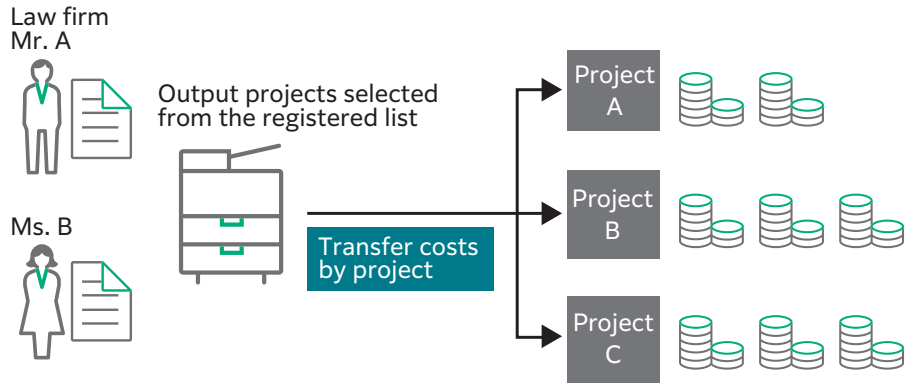 Law firm
Mr. A
Output projects selected
from the registered list
Ms. B
Transfer costs
by project
Project
A
Project
B
Project
C